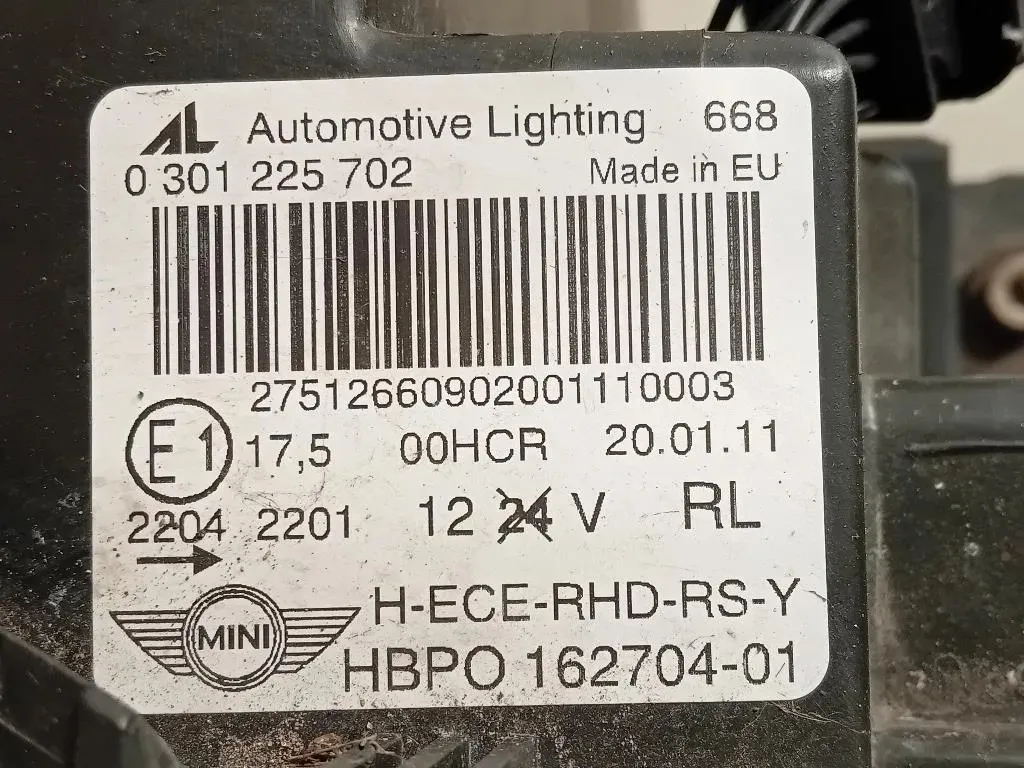 AL Automotive Lighting 668
0 301 225 702 Made in EU
27512660902001110003
E1 17,5 00HCR 20.01.11
2204 2201 12 24 V RL
MINI H-ECE-RHD-RS-Y
HBPO 162704-01